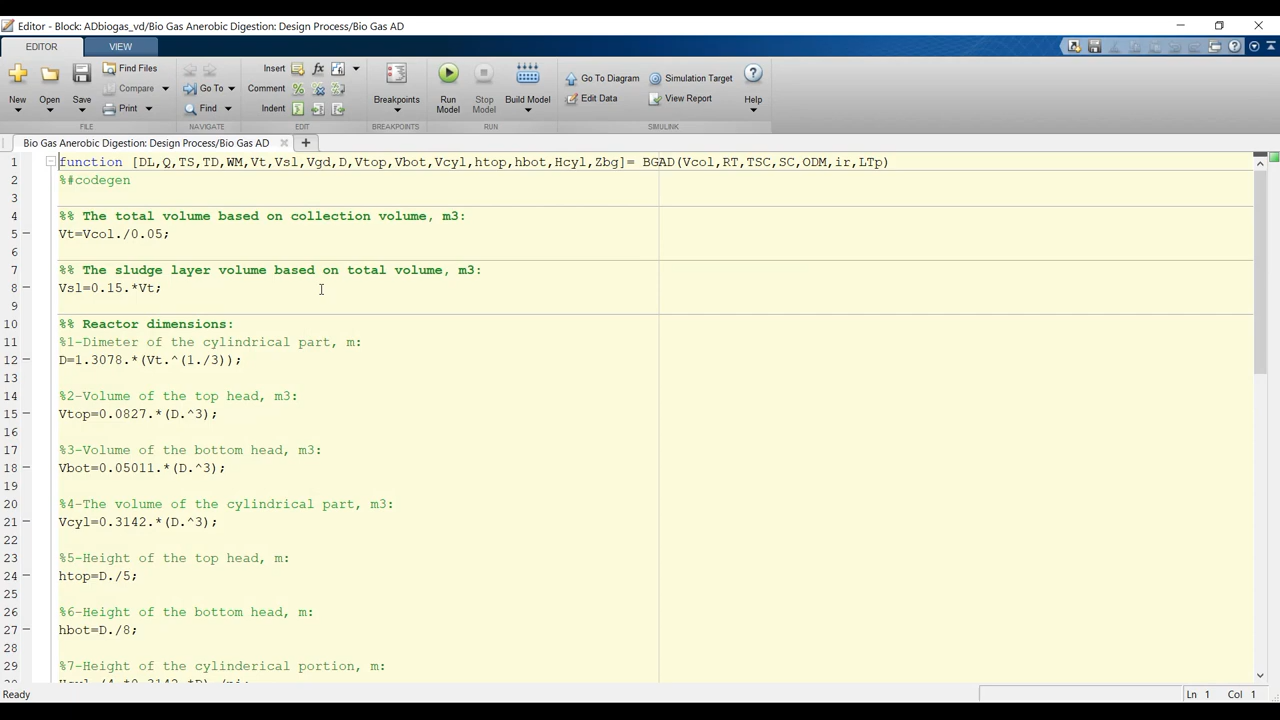 Editor - Block: ADbiogas_vd/Bio Gas Anerobic Digestion: Design Process/Bio Gas AD
EDITOR VIEW
New Open Save Find Files Compare Print
Go To Find
Insert Comment Indent
Breakpoints
Run Model Stop Model Build Model
Go To Diagram Edit Data Simulation Target View Report Help
FILE NAVIGATE EDIT BREAKPOINTS RUN SIMULINK
Bio Gas Anerobic Digestion: Design Process/Bio Gas AD
1 function [DL,Q,TS,TD,WM,Vt,Vsl,Vgd,D,Vtop,Vbot,Vcyl,htop,hbot,Hcyl,Zbg]= BGAD(Vcol,RT,TSC,SC,ODM,ir,LTp)
2 %#codegen
3
4 %% The total volume based on collection volume, m3:
5 Vt=Vcol./0.05;
6
7 %% The sludge layer volume based on total volume, m3:
8 Vsl=0.15.*Vt;
9
10 %% Reactor dimensions:
11 %1-Dimeter of the cylindrical part, m:
12 D=1.3078.*(Vt.^(1./3));
13
14 %2-Volume of the top head, m3:
15 Vtop=0.0827.*(D.^3);
16
17 %3-Volume of the bottom head, m3:
18 Vbot=0.05011.*(D.^3);
19
20 %4-The volume of the cylindrical part, m3:
21 Vcyl=0.3142.*(D.^3);
22
23 %5-Height of the top head, m:
24 htop=D./5;
25
26 %6-Height of the bottom head, m:
27 hbot=D./8;
28
29 %7-Height of the cylinderical portion, m:
Ready Ln 1 Col 1